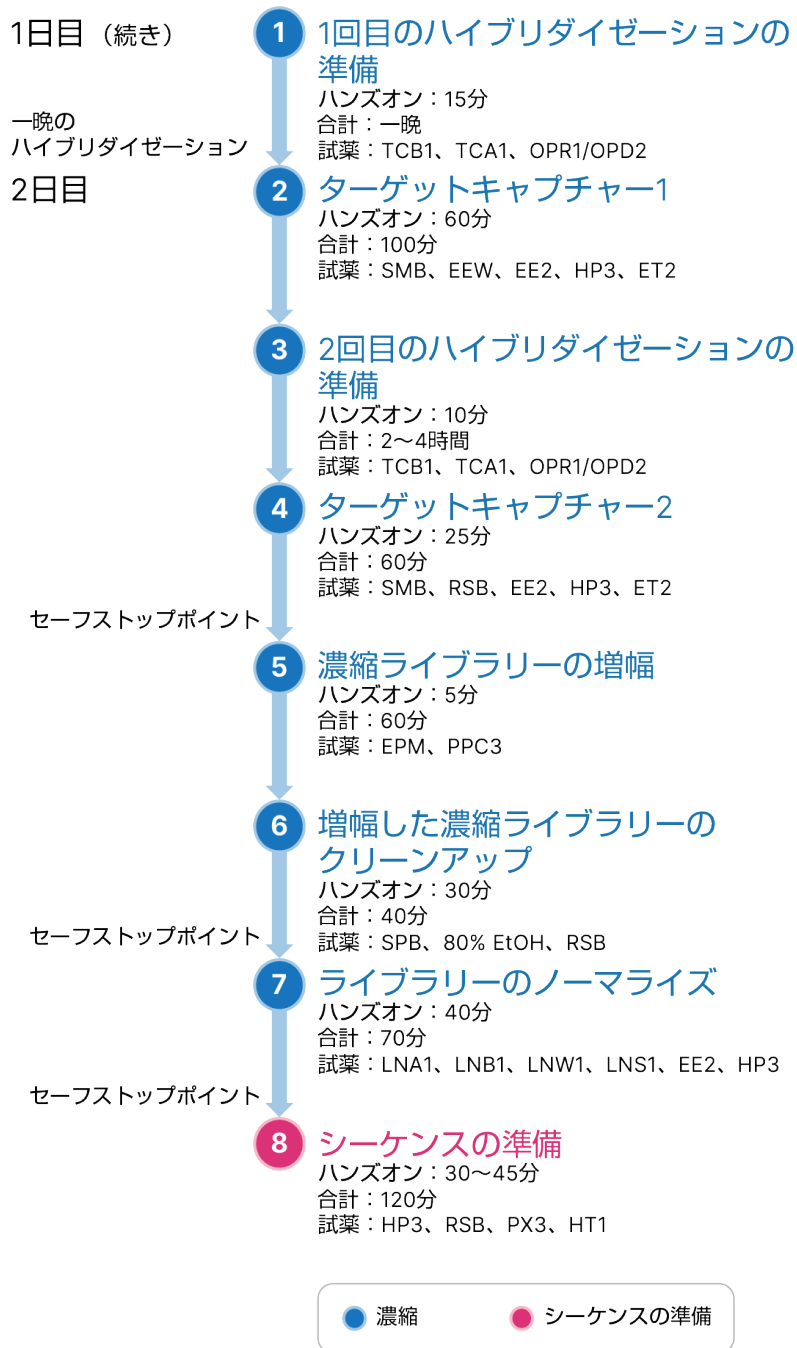 1日目（続き）
1
1回目のハイブリダイゼーションの
準備
ハンズオン：15分
合計：一晩
試薬：TCB1、TCA1、OPR1/OPD2
一晩の
ハイブリダイゼーション
2日目
2
ターゲットキャプチャー1
ハンズオン：60分
合計：100分
試薬：SMB、EEW、EE2、HP3、ET2
3
2回目のハイブリダイゼーションの
準備
ハンズオン：10分
合計：2～4時間
試薬：TCB1、TCA1、OPR1/OPD2
4
ターゲットキャプチャー2
ハンズオン：25分
合計：60分
試薬：SMB、RSB、EE2、HP3、ET2
セーフストップポイント
5
濃縮ライブラリーの増幅
ハンズオン：5分
合計：60分
試薬：EPM、PPC3
6
増幅した濃縮ライブラリーの
クリーンアップ
ハンズオン：30分
合計：40分
試薬：SPB、80% EtOH、RSB
セーフストップポイント
7
ライブラリーのノーマライズ
ハンズオン：40分
合計：70分
試薬：LNA1、LNB1、LNW1、LNS1、EE2、HP3
セーフストップポイント
8
シーケンスの準備
ハンズオン：30～45分
合計：120分
試薬：HP3、RSB、PX3、HT1
濃縮
シーケンスの準備